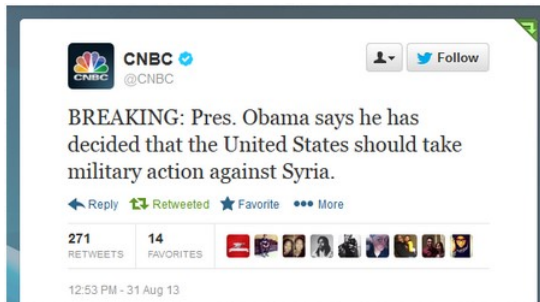 CNBC
CNBC
@CNBC
Follow
BREAKING: Pres. Obama says he has
decided that the United States should take
military action against Syria.
Reply Retweeted Favorite More
271 14
RETWEETS FAVORITES
12:53 PM - 31 Aug 13